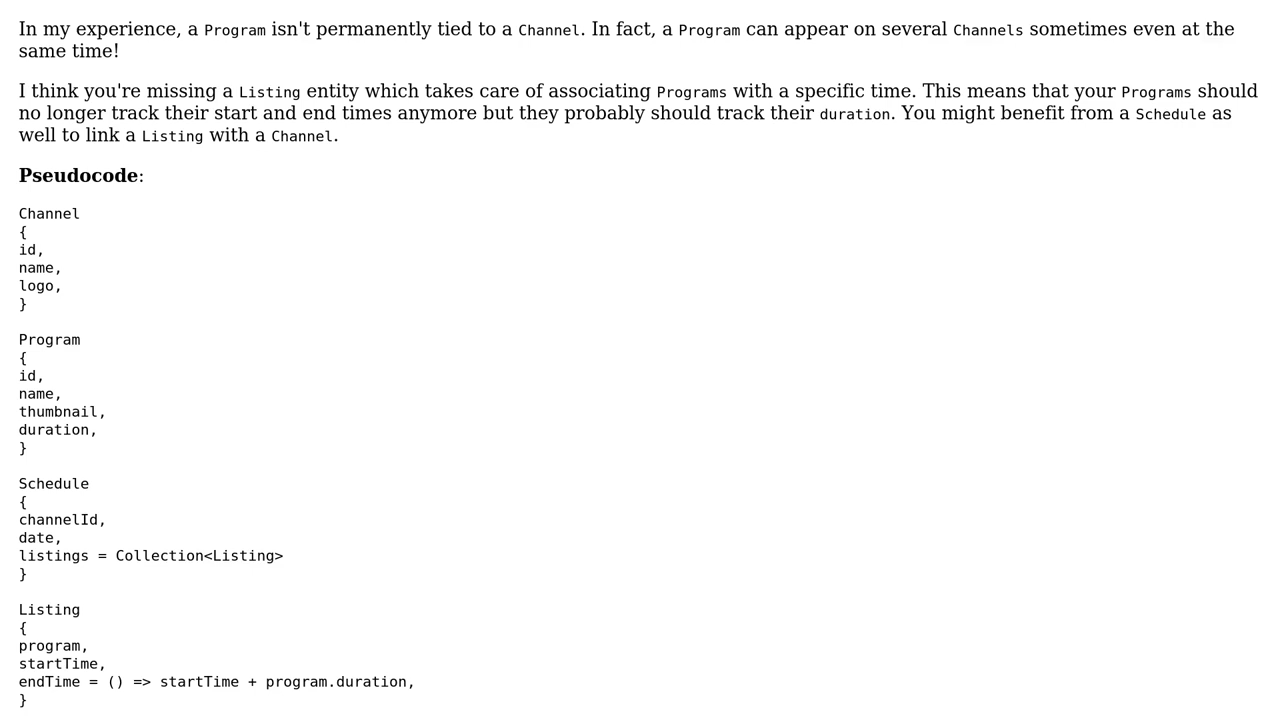 In my experience, a Program isn't permanently tied to a Channel. In fact, a Program can appear on several Channels sometimes even at the
same time!
I think you're missing a Listing entity which takes care of associating Programs with a specific time. This means that your Programs should
no longer track their start and end times anymore but they probably should track their duration. You might benefit from a Schedule as
well to link a Listing with a Channel.
Pseudocode:
Channel
{
id,
name,
logo,
}
Program
{
id,
name,
thumbnail,
duration,
}
Schedule
{
channelId,
date,
listings = Collection<Listing>
}
Listing
{
program,
startTime,
endTime = () => startTime + program.duration,
}